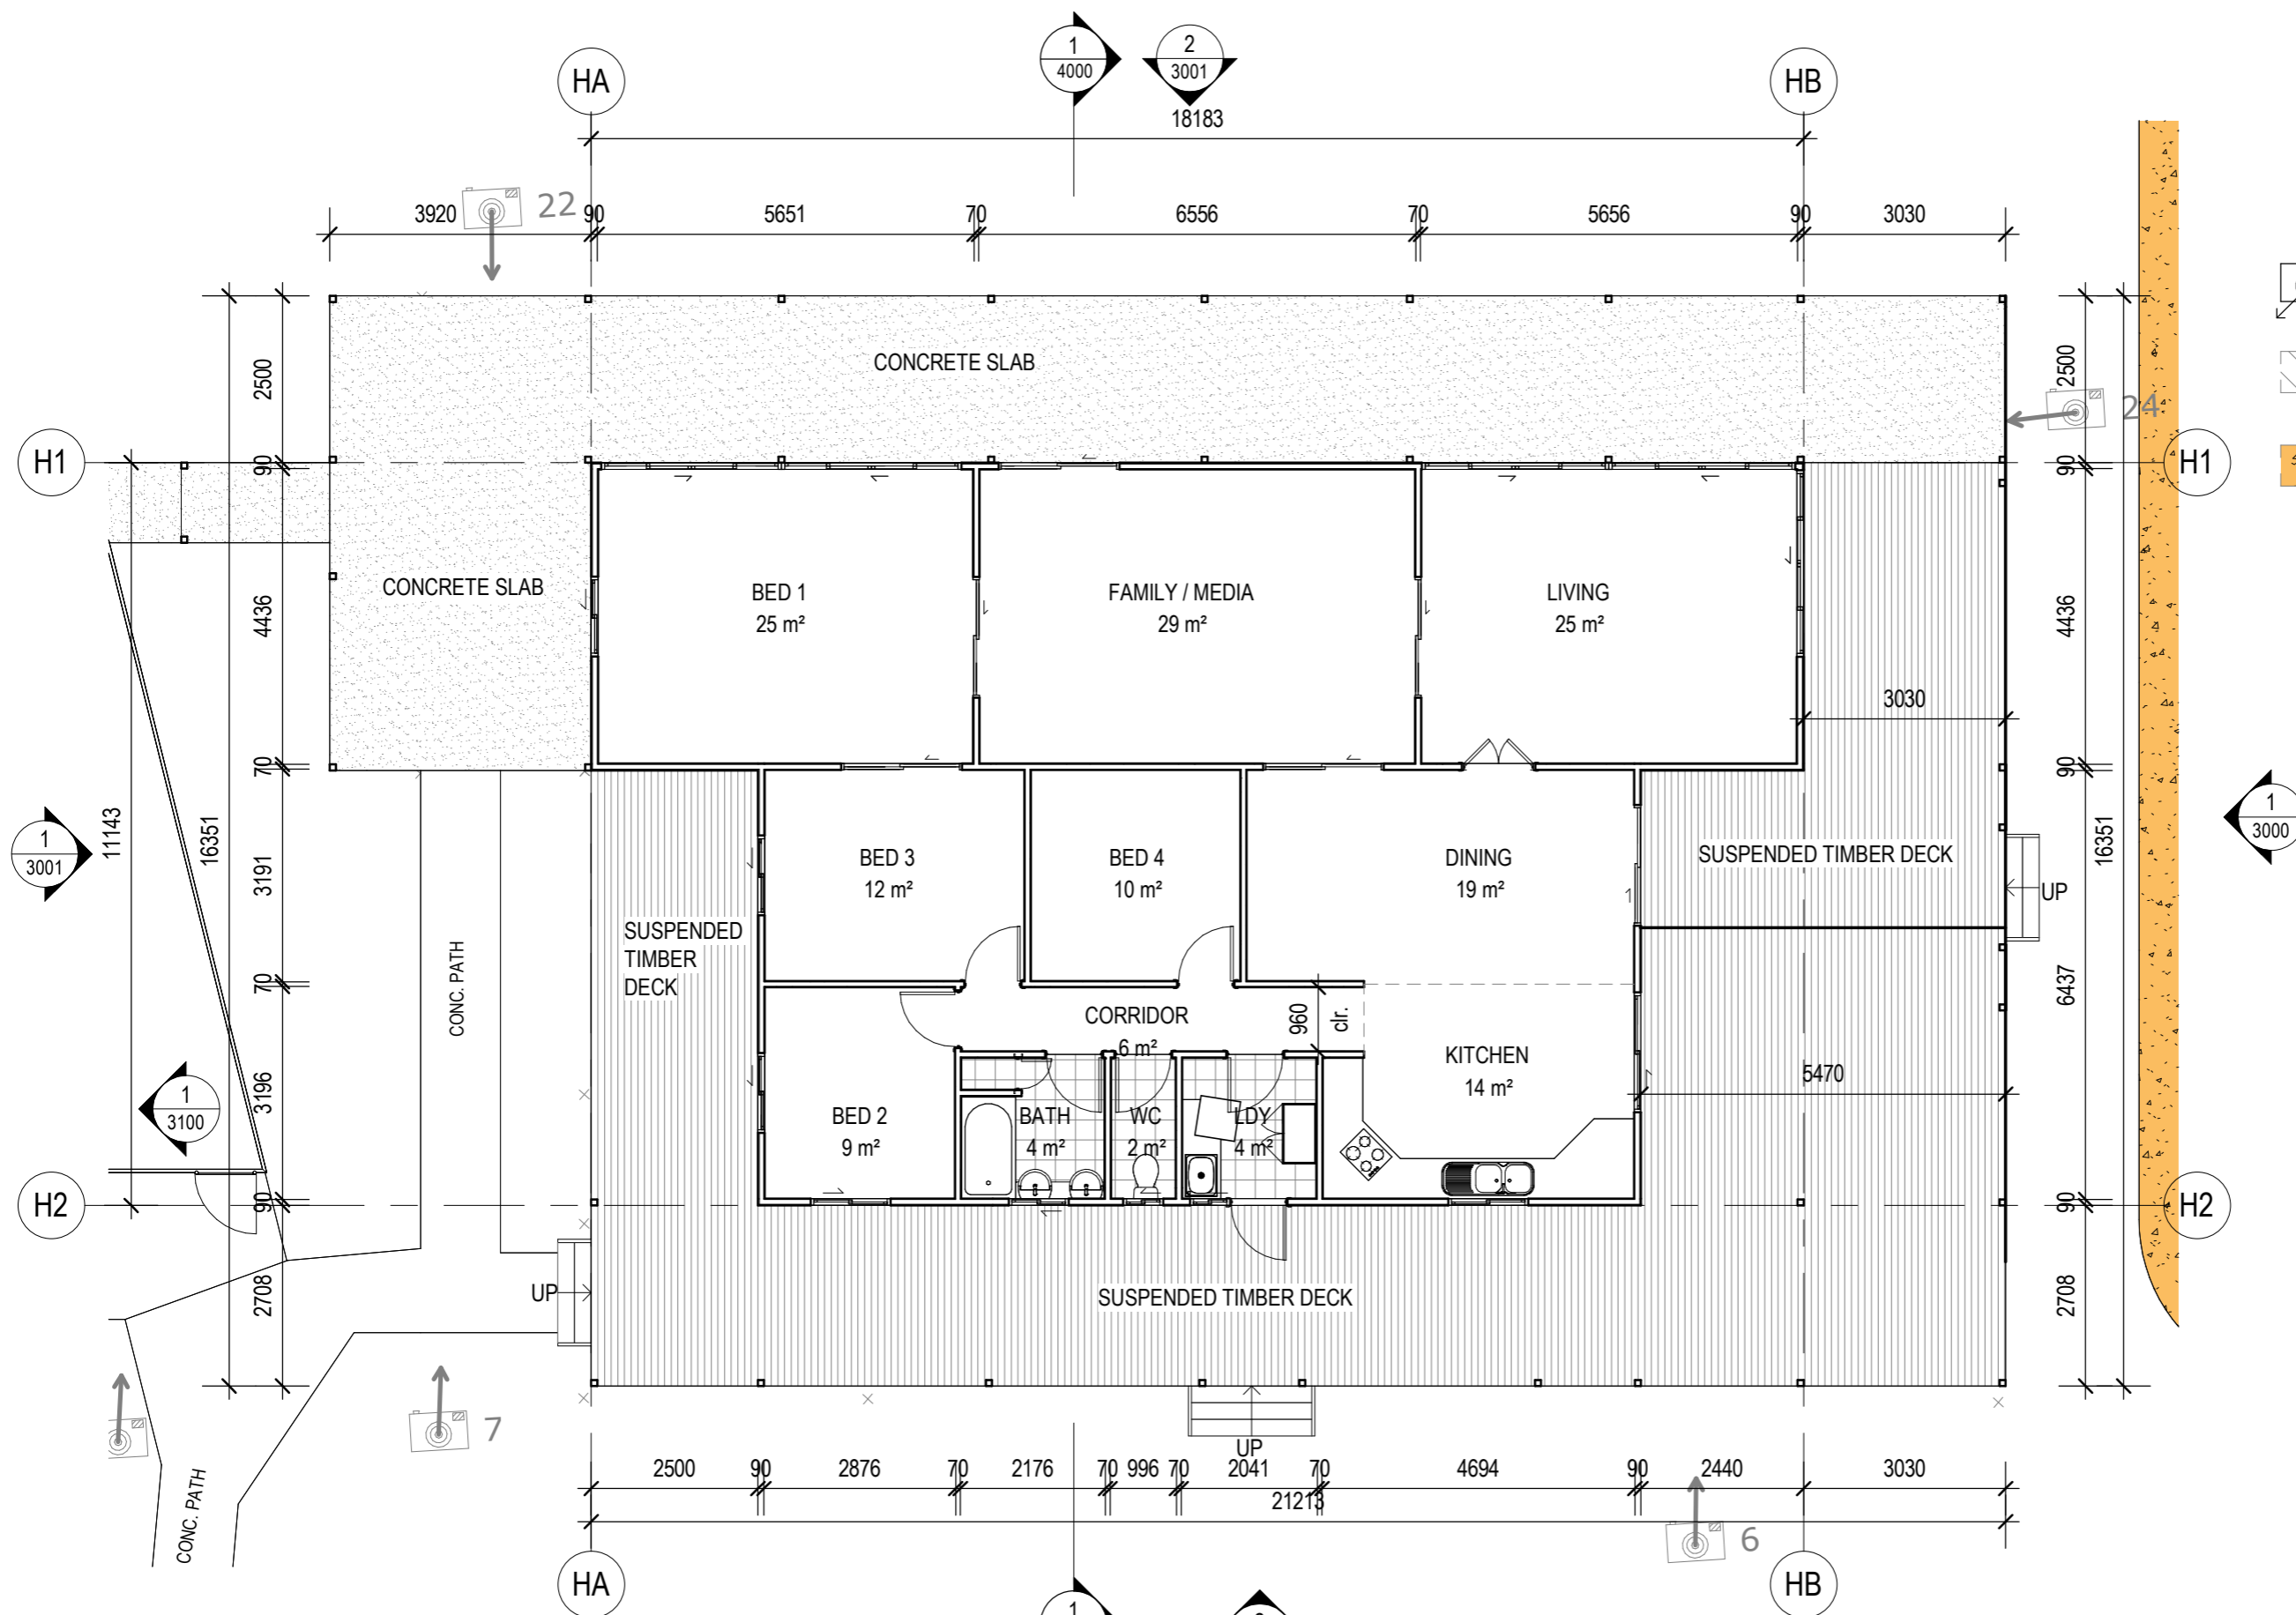 1
4000
2
3001
HA
HB
18183
3920
22
90
5651
70
6556
70
5656
90
3030
CONCRETE SLAB
2500
2500
24
H1
90
90
H1
CONCRETE SLAB
BED 1
25 m²
FAMILY / MEDIA
29 m²
LIVING
25 m²
4436
4436
3030
70
90
11143
16351
1
3001
3191
SUSPENDED
TIMBER
DECK
BED 3
12 m²
BED 4
10 m²
DINING
19 m²
SUSPENDED TIMBER DECK
UP
16351
1
3000
CONC. PATH
70
6437
CORRIDOR
6 m²
960
clr.
KITCHEN
14 m²
5470
1
3100
3196
BED 2
9 m²
BATH
4 m²
WC
2 m²
LDY
4 m²
H2
90
90
H2
2708
UP
SUSPENDED TIMBER DECK
2708
7
UP
CONC. PATH
2500
90
2876
70
2176
70
996
70
2041
70
4694
90
2440
3030
21213
6
HA
HB
1